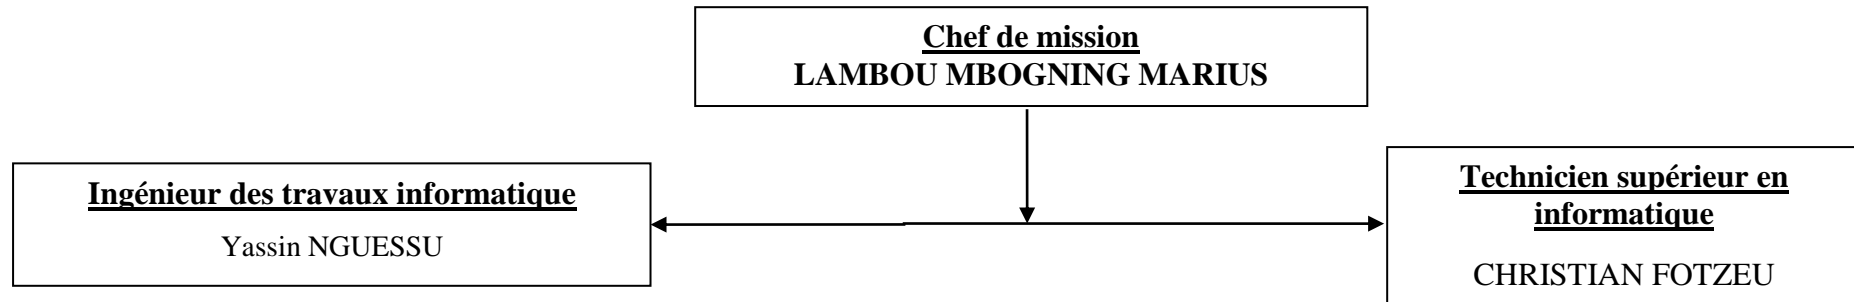 Chef de mission
LAMBOU MBOGNING MARIUS
Ingénieur des travaux informatique
Yassin NGUESSU
Technicien supérieur en
informatique
CHRISTIAN FOTZEU